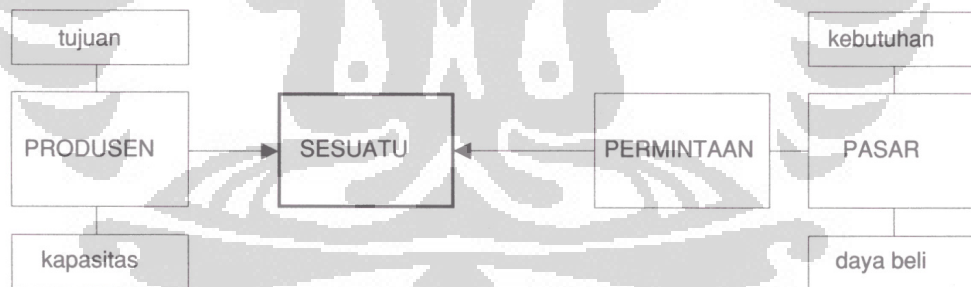 tujuan
kebutuhan
PRODUSEN
SESUATU
PERMINTAAN
PASAR
kapasitas
daya beli